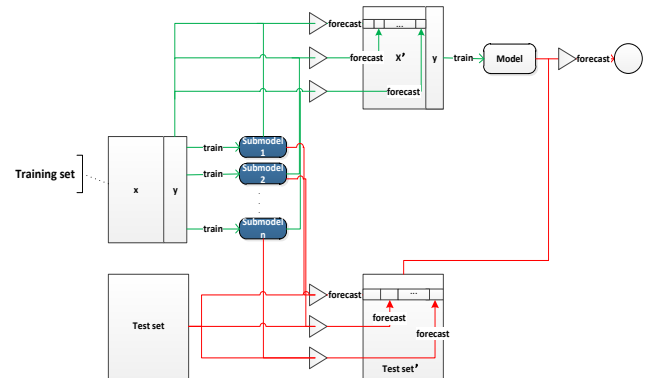 forecast
...
forecast
X' y train Model forecast
forecast
train Submodel 1
Training set
x y train Submodel 2
. . . .
train Submodel n
forecast
...
Test set
forecast
forecast
Test set'